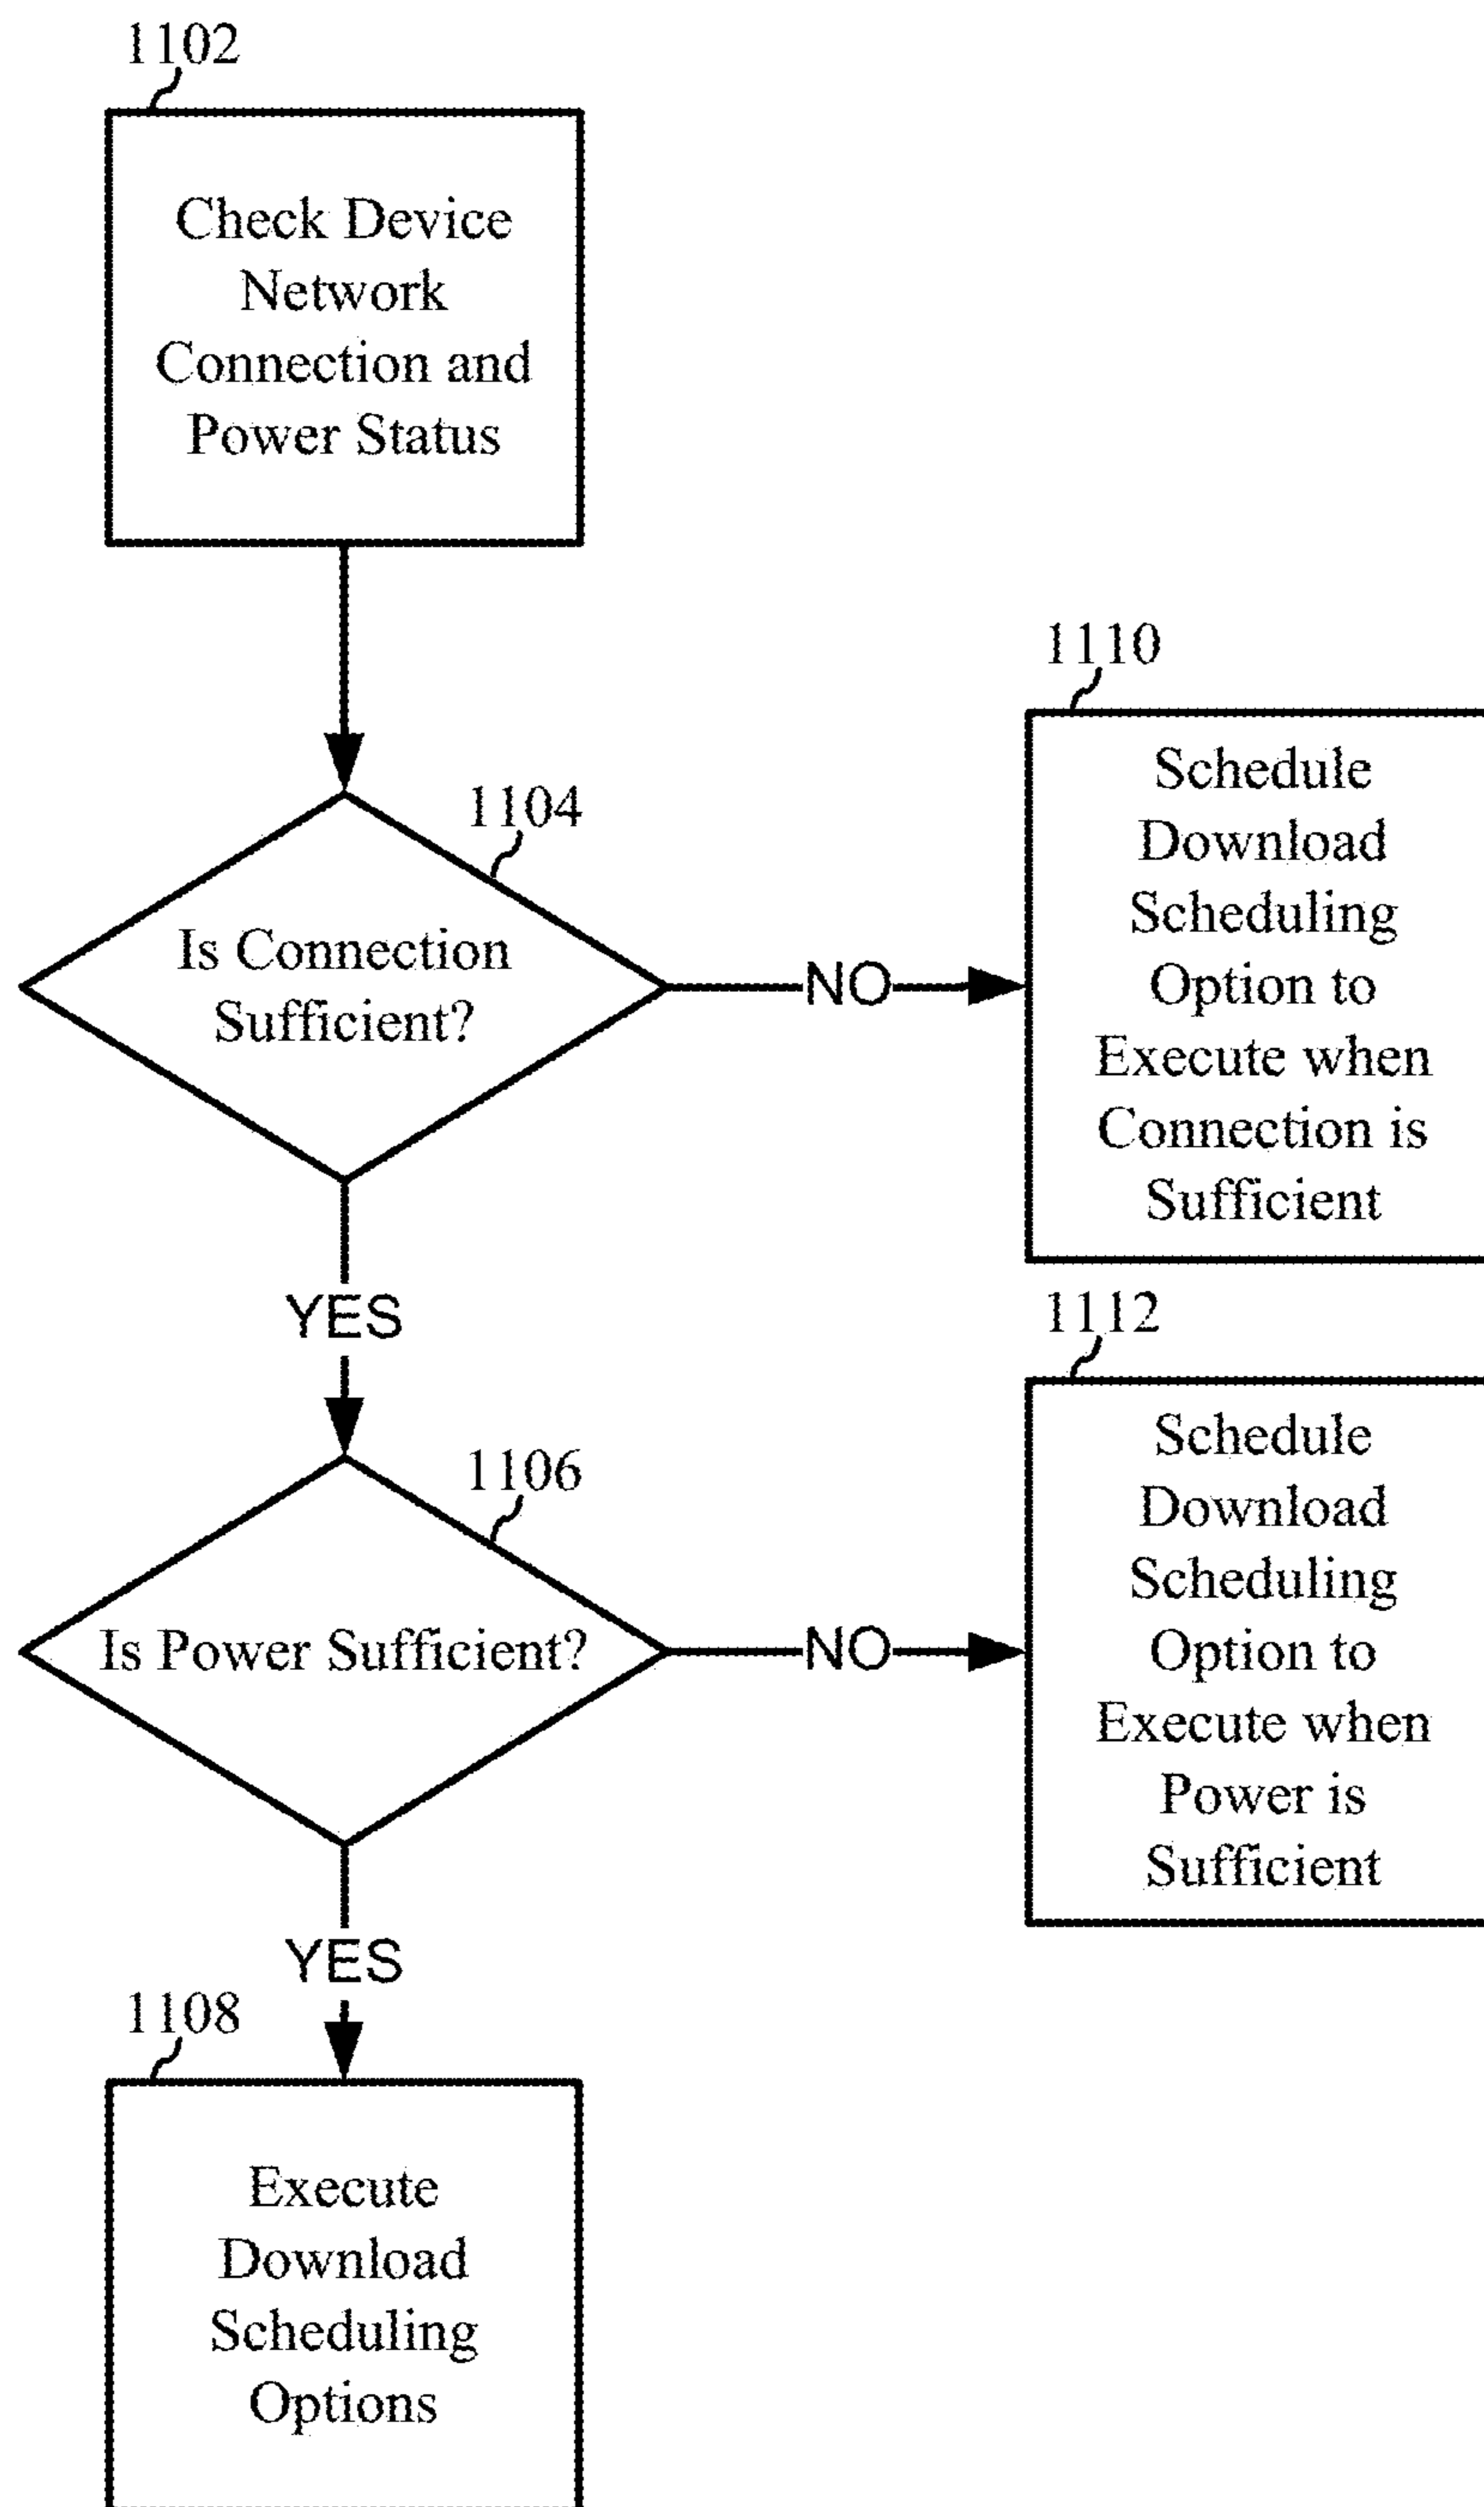 1102
Check Device
Network
Connection and
Power Status
1104
Is Connection
Sufficient?
NO
1110
Schedule
Download
Scheduling
Option to
Execute when
Connection is
Sufficient
YES
1106
Is Power Sufficient?
NO
1112
Schedule
Download
Scheduling
Option to
Execute when
Power is
Sufficient
YES
1108
Execute
Download
Scheduling
Options